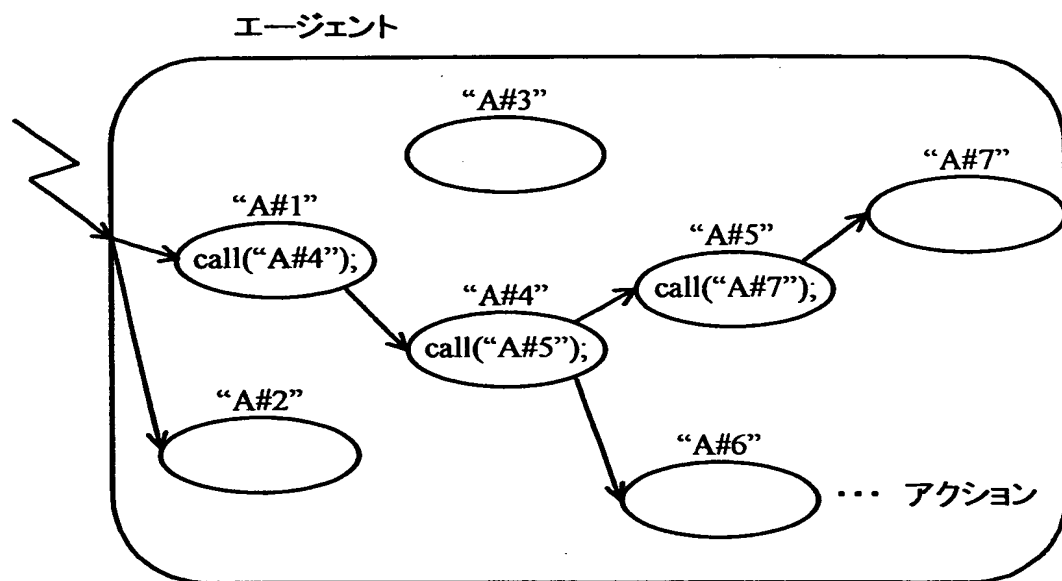 エージェント
“A#3”
“A#7”
“A#1”
call(“A#4”);
“A#5”
call(“A#7”);
“A#4”
call(“A#5”);
“A#2”
“A#6”
… アクション